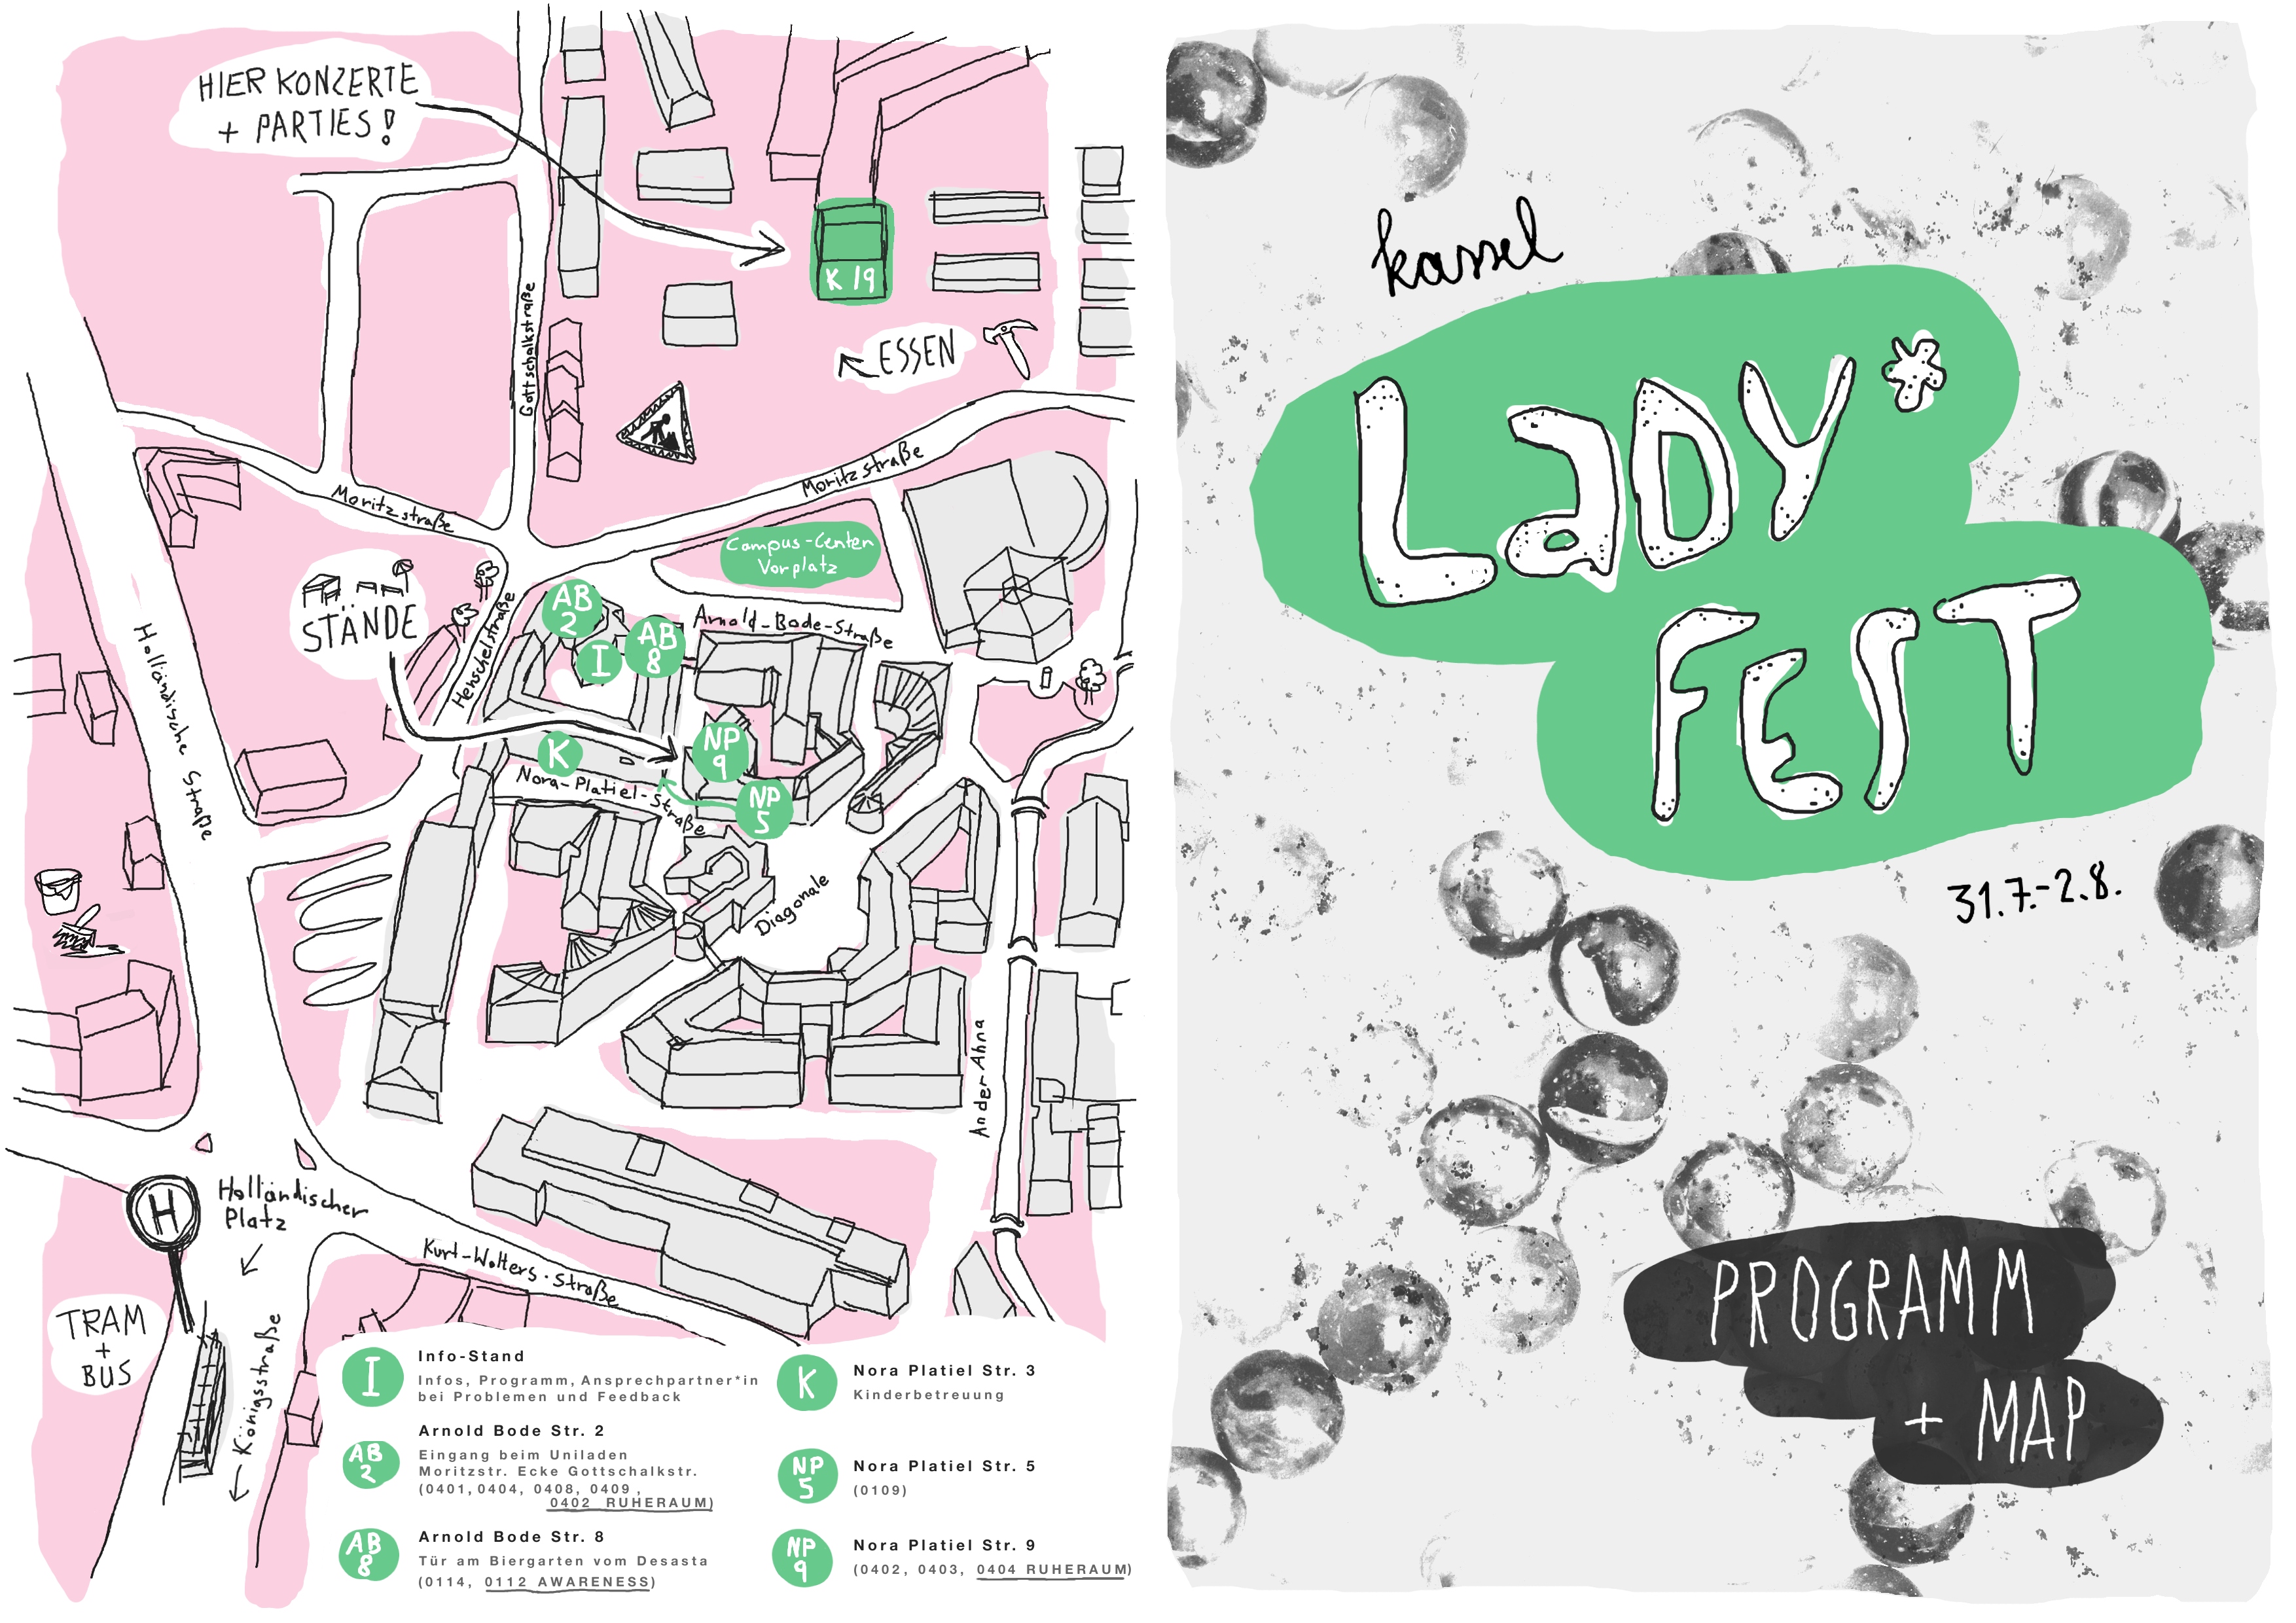 HIER KONZERTE
+ PARTIES!
K 19
ESSEN
Gottschalkstraße
Moritzstraße
Moritzstraße
Campus-Center
Vorplatz
STÄNDE
Henschelstraße
AB
2
I
AB
8
Arnold-Bode-Straße
Holländische Straße
K
NP
9
Nora-Platiel-Straße
NP
5
Diagonale
An der Ahna
H
Holländischer
Platz
Kurt-Wolters-Straße
TRAM
+
BUS
Königsstraße
I
Info-Stand
Infos, Programm, Ansprechpartner*in
bei Problemen und Feedback
AB
2
Arnold Bode Str. 2
Eingang beim Uniladen
Moritzstr. Ecke Gottschalkstr.
(0401, 0404, 0408, 0409,
0402 RUHERAUM)
AB
8
Arnold Bode Str. 8
Tür am Biergarten vom Desasta
(0114, 0112 AWARENESS)
K
Nora Platiel Str. 3
Kinderbetreuung
NP
5
Nora Platiel Str. 5
(0109)
NP
9
Nora Platiel Str. 9
(0402, 0403, 0404 RUHERAUM)
kassel
LaDY*
FEST
31.7.-2.8.
PROGRAMM
+ MAP